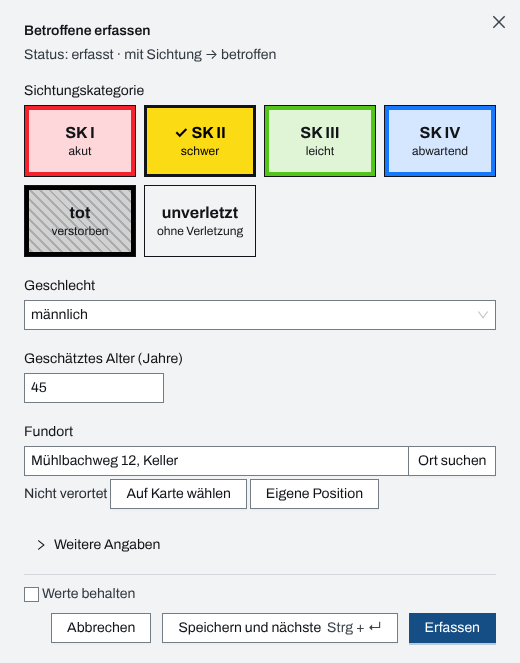 Betroffene erfassen
Status: erfasst · mit Sichtung → betroffen
Sichtungskategorie
SK I
akut
✓ SK II
schwer
SK III
leicht
SK IV
abwartend
tot
verstorben
unverletzt
ohne Verletzung
Geschlecht
männlich
Geschätztes Alter (Jahre)
45
Fundort
Mühlbachweg 12, Keller
Ort suchen
Nicht verortet
Auf Karte wählen
Eigene Position
Weitere Angaben
Werte behalten
Abbrechen
Speichern und nächste Strg + ↵
Erfassen